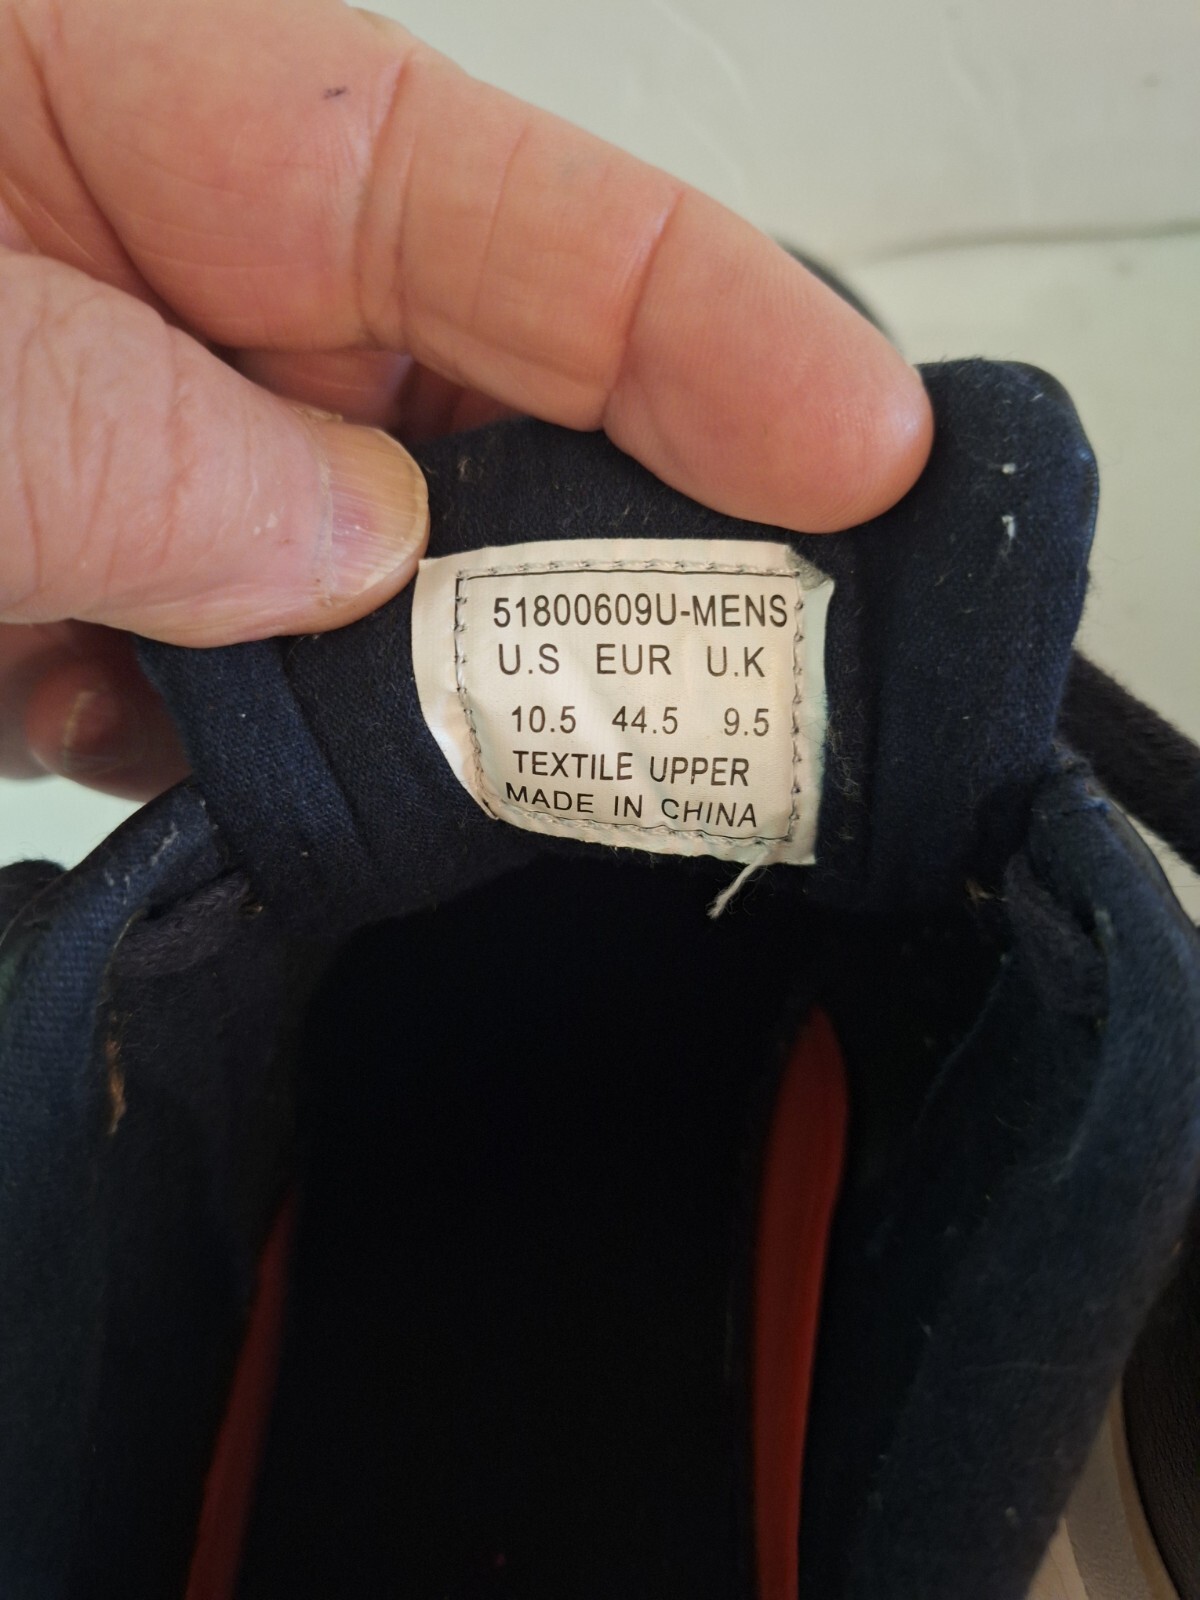 51800609U-MENS
U.S EUR U.K
10.5 44.5 9.5
TEXTILE UPPER
MADE IN CHINA